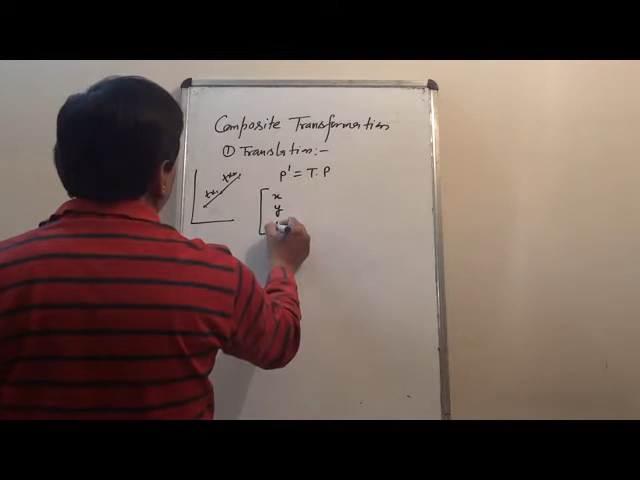 Composite Transformation
① Translation:-
P' = T. P
x
y